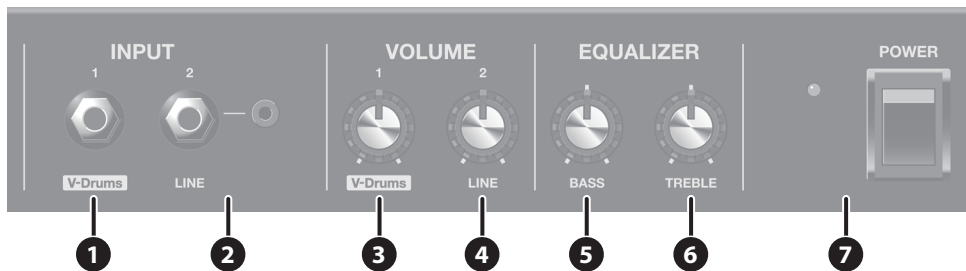 INPUT VOLUME EQUALIZER POWER
1 2 1 2
V-Drums LINE V-Drums LINE BASS TREBLE
1 2 3 4 5 6 7